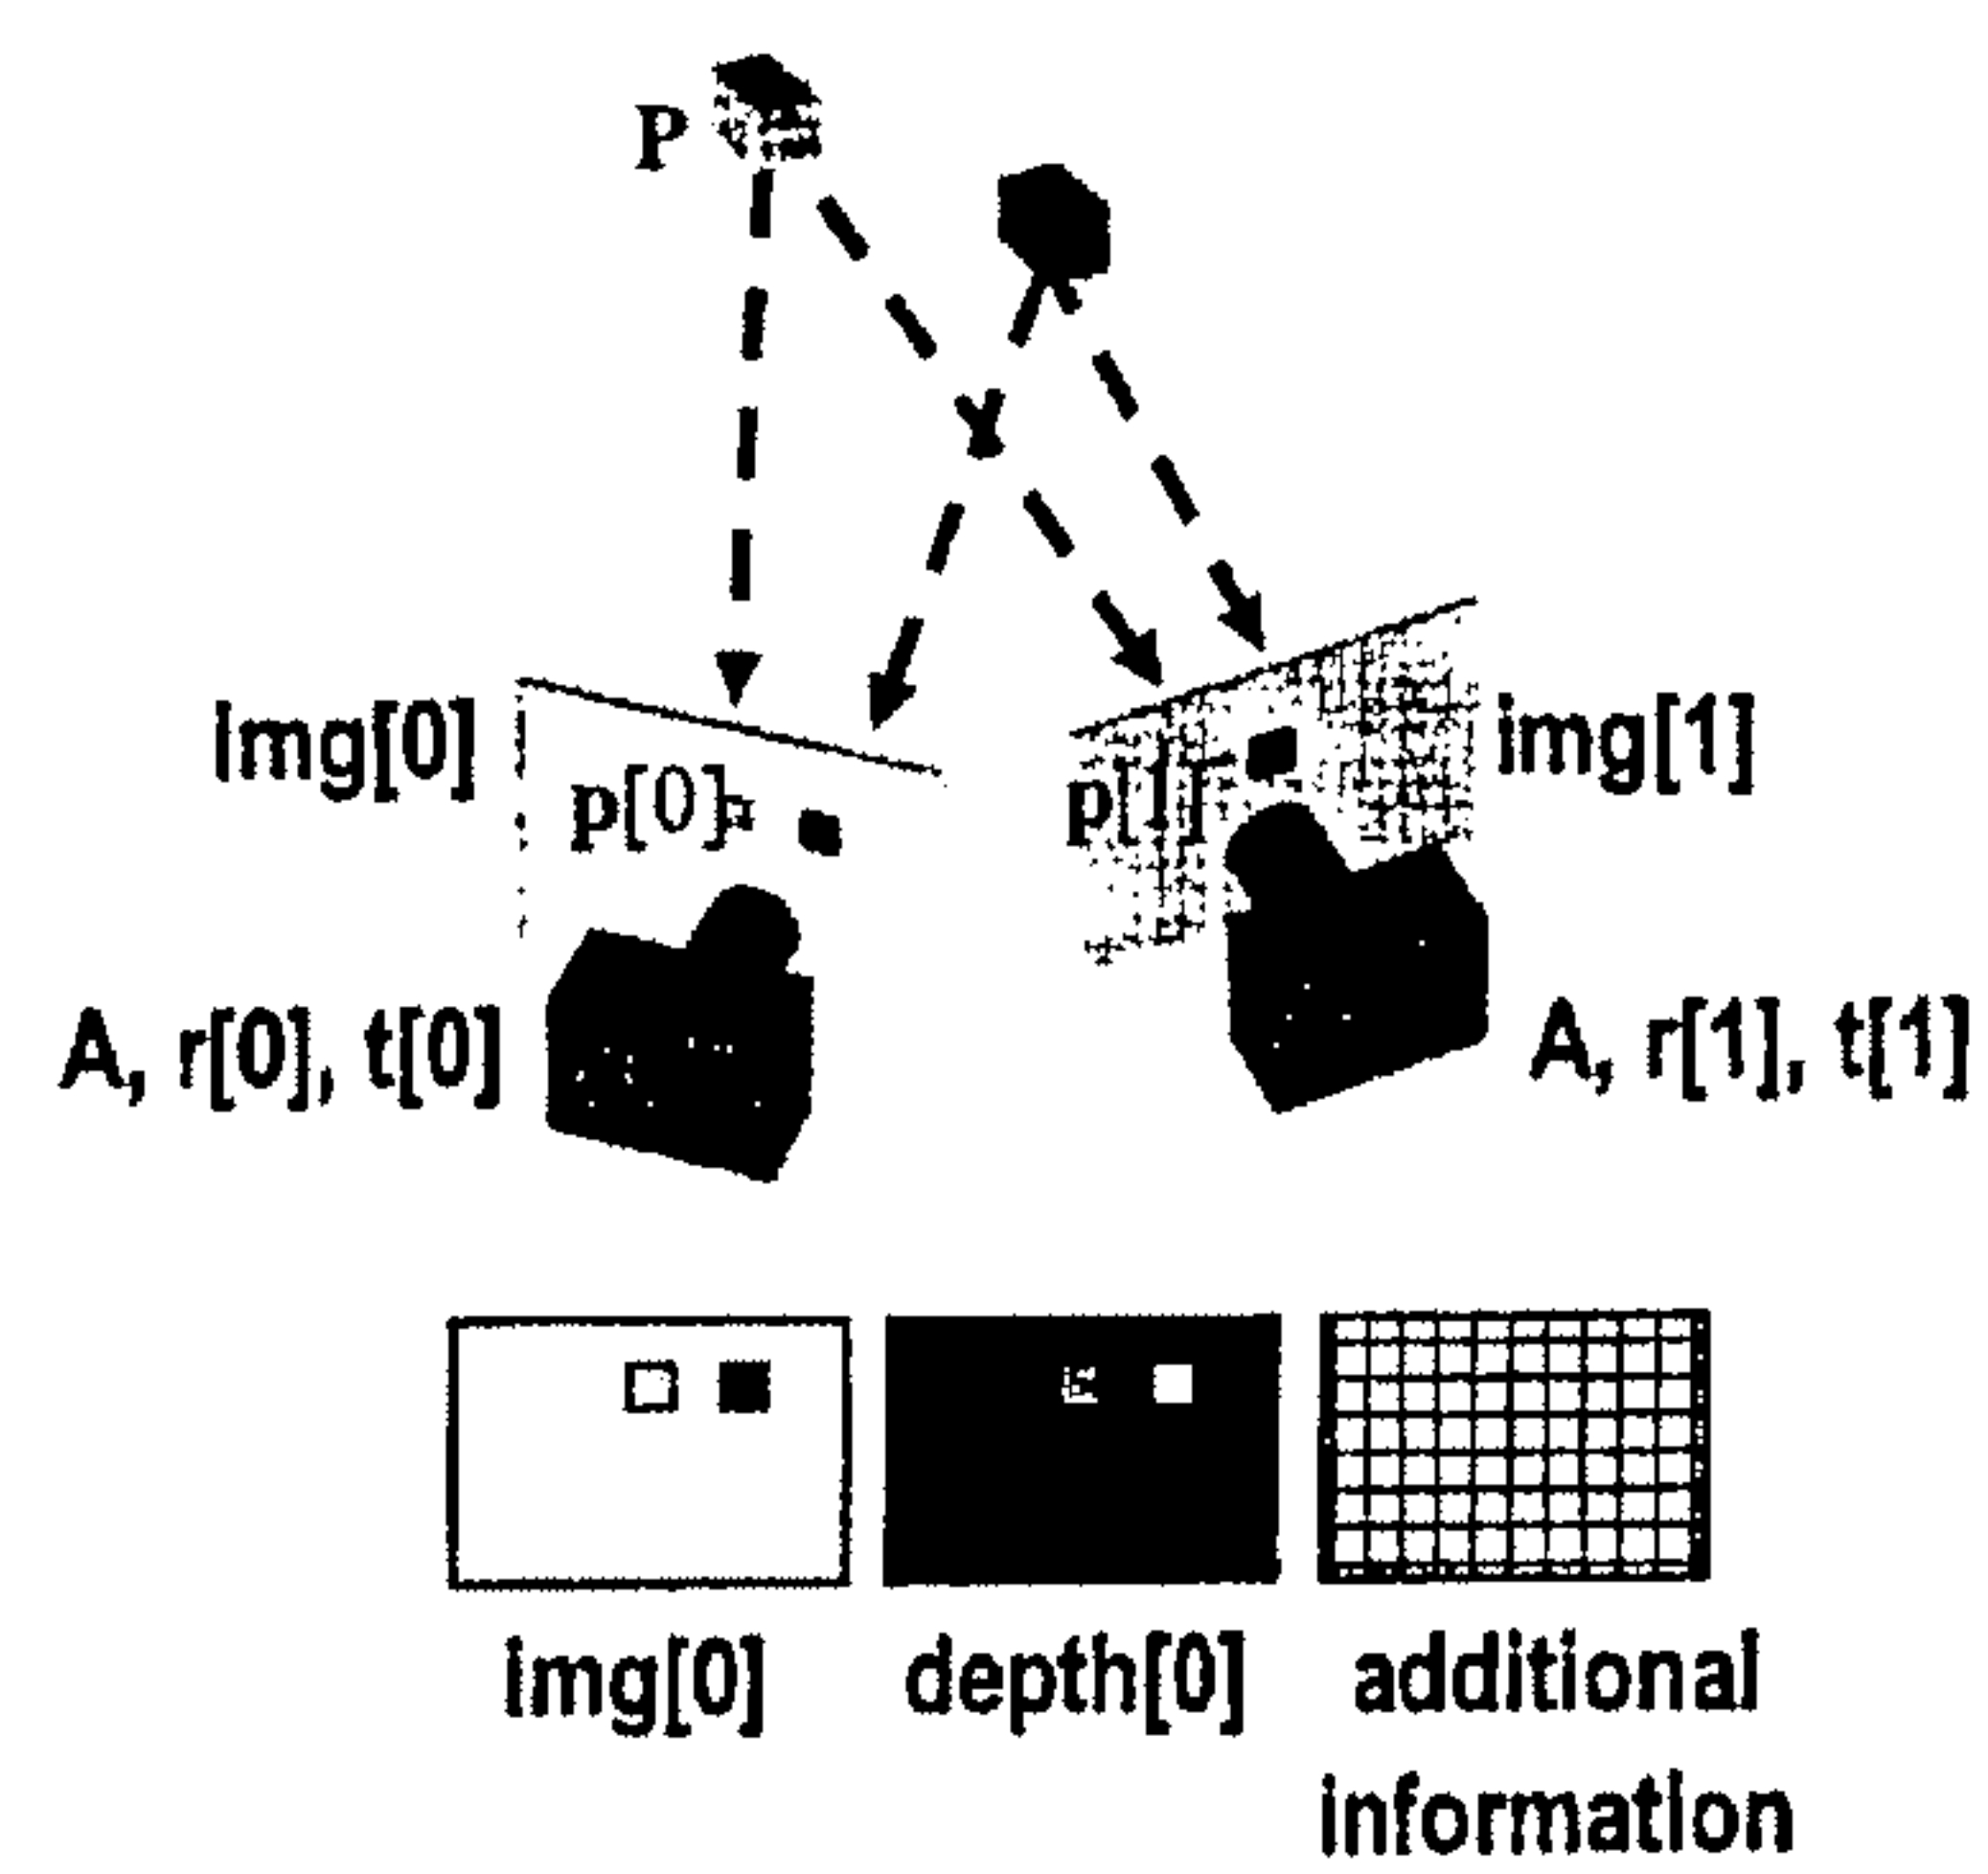 P
img[0]
img[1]
p[0]
p[1]
A, r[0], t[0]
A, r[1], t[1]
img[0]
depth[0]
additional
information